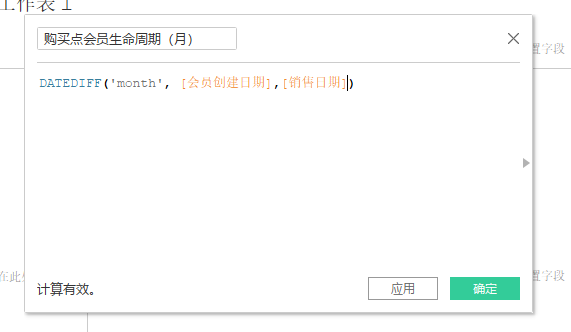 工作表 1
购买点会员生命周期（月）
置字段
DATEDIFF('month', [会员创建日期],[销售日期])
在此
置字段
计算有效。
应用
确定